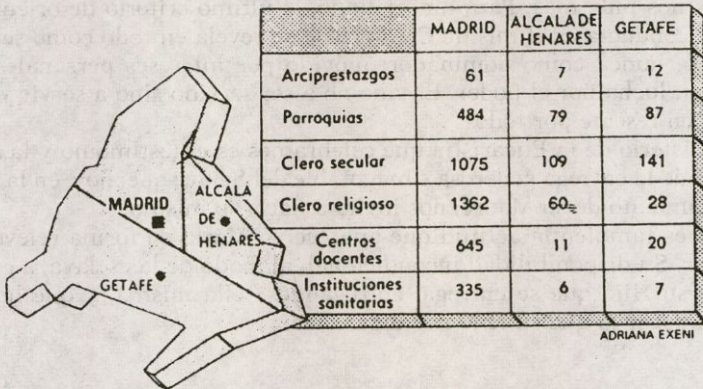 MADRID ALCALÁ DE HENARES GETAFE
Arciprestazgos 61 7 12
Parroquias 484 79 87
Clero secular 1075 109 141
Clero religioso 1362 60 28
Centros docentes 645 11 20
Instituciones sanitarias 335 6 7
MADRID
ALCALÁ
DE
HENARES
GETAFE
ADRIANA EXENI